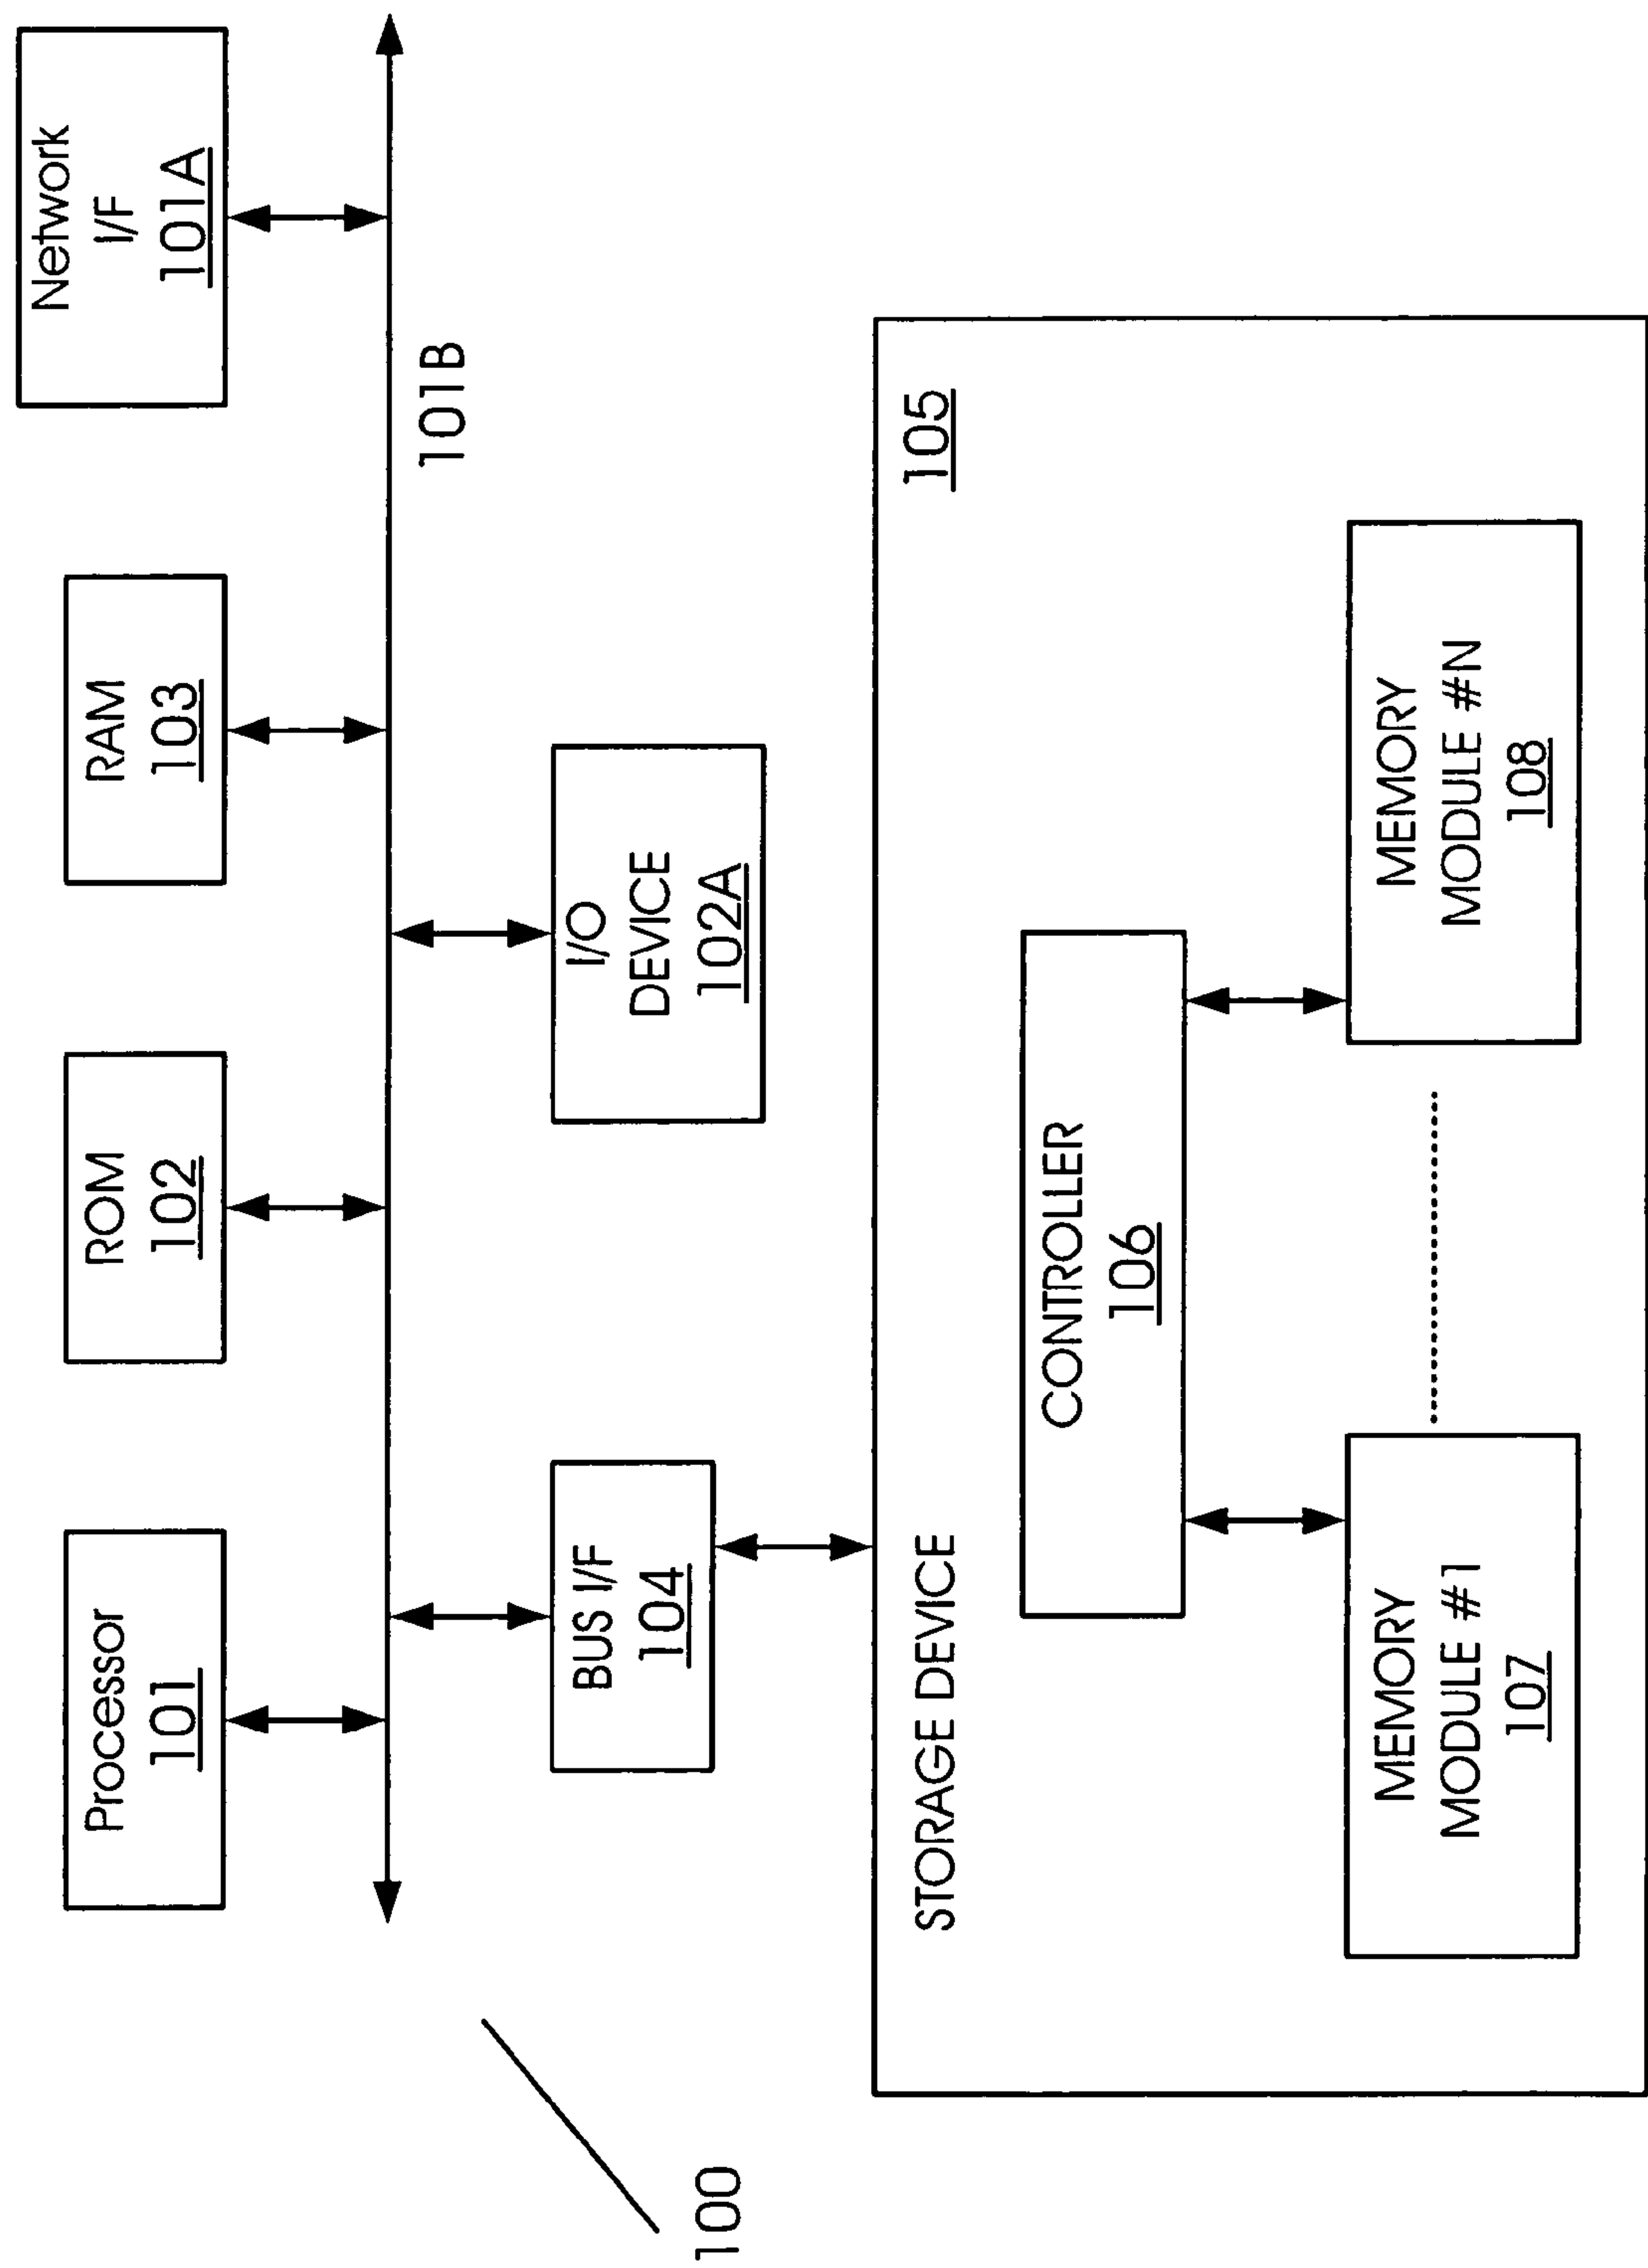 Processor
101
ROM
102
RAM
103
Network
I/F
101A
101B
BUS I/F
104
I/O
DEVICE
102A
STORAGE DEVICE
105
CONTROLLER
106
MEMORY
MODULE #1
107
MEMORY
MODULE #N
108
100